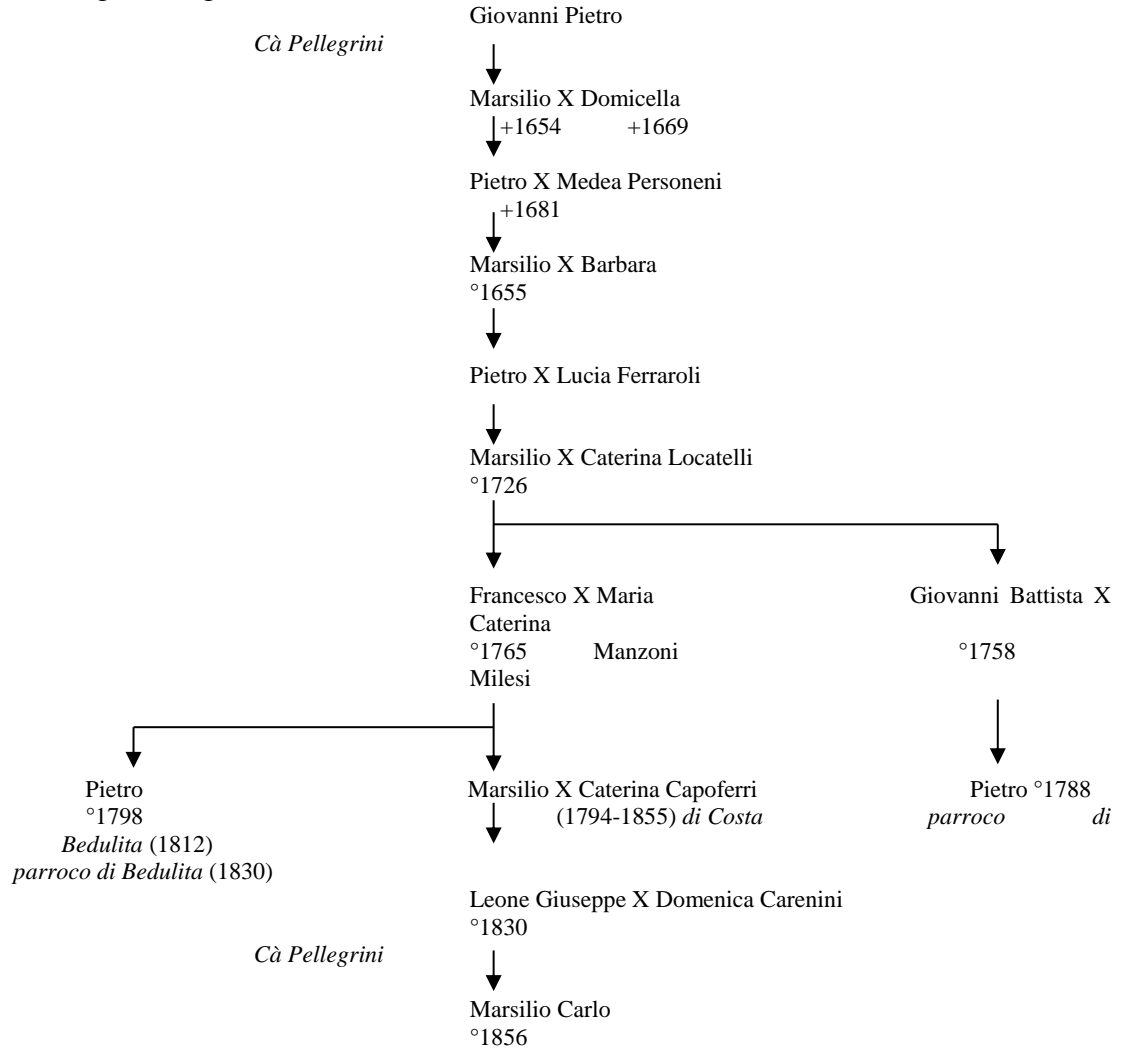 Giovanni Pietro
Cà Pellegrini
Marsilio X Domicella
+1654 +1669
Pietro X Medea Personeni
+1681
Marsilio X Barbara
°1655
Pietro X Lucia Ferraroli
Marsilio X Caterina Locatelli
°1726
Francesco X Maria Giovanni Battista X
Caterina
°1765 Manzoni °1758
Milesi
Pietro Marsilio X Caterina Capoferri Pietro °1788
°1798 (1794-1855) di Costa parroco di
Bedulita (1812)
parroco di Bedulita (1830)
Leone Giuseppe X Domenica Carenini
°1830
Cà Pellegrini
Marsilio Carlo
°1856